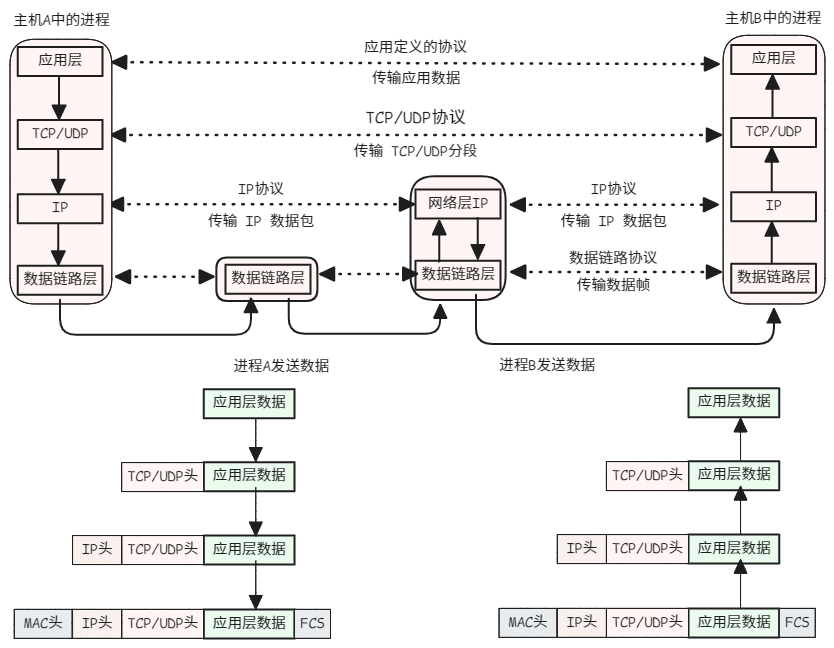 主机A中的进程
主机B中的进程
应用层
应用定义的协议
传输应用数据
应用层
TCP/UDP
TCP/UDP协议
传输 TCP/UDP分段
TCP/UDP
IP
IP协议
传输 IP 数据包
网络层IP
IP协议
传输 IP 数据包
IP
数据链路层
数据链路层
数据链路层
数据链路协议
传输数据帧
数据链路层
进程A发送数据
进程B发送数据
应用层数据
应用层数据
TCP/UDP头 应用层数据
TCP/UDP头 应用层数据
IP头 TCP/UDP头 应用层数据
IP头 TCP/UDP头 应用层数据
MAC头 IP头 TCP/UDP头 应用层数据 FCS
MAC头 IP头 TCP/UDP头 应用层数据 FCS